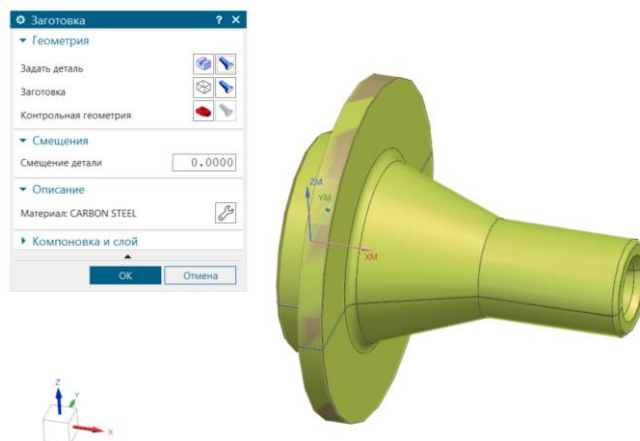 Заготовка ? ×
Геометрия
Задать деталь
Заготовка
Контрольная геометрия
Смещения
Смещение детали 0.0000
Описание
Материал: CARBON STEEL
Компоновка и слой
ОК Отмена
ZM
YM
XM
Z
Y
X